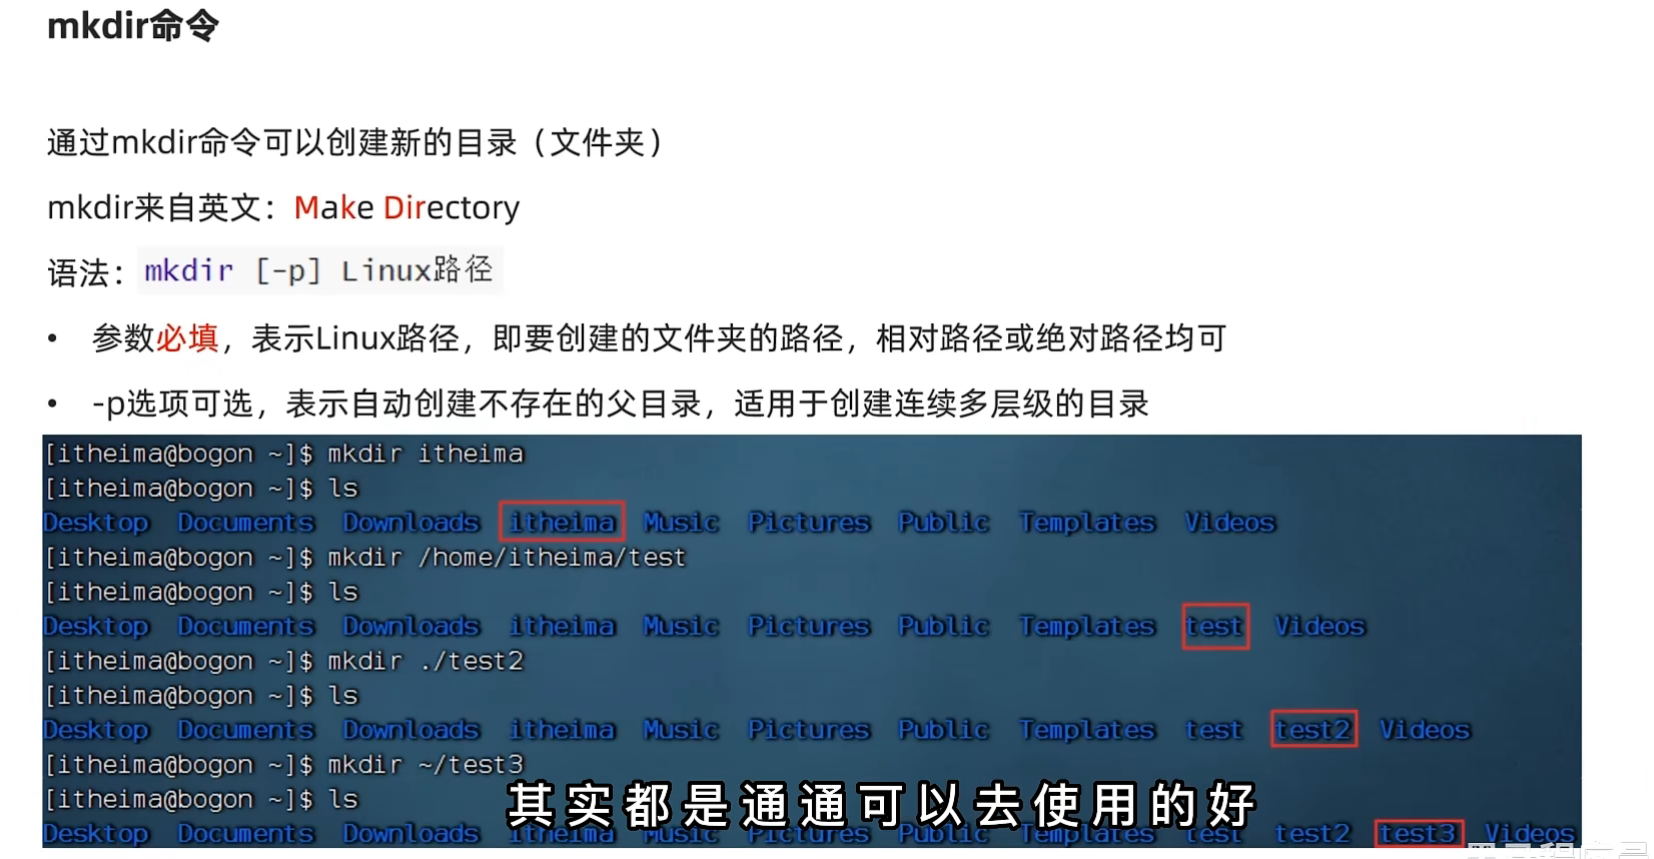 mkdir命令
通过mkdir命令可以创建新的目录（文件夹）
mkdir来自英文：Make Directory
语法：mkdir [-p] Linux路径
• 参数必填，表示Linux路径，即要创建的文件夹的路径，相对路径或绝对路径均可
• -p选项可选，表示自动创建不存在的父目录，适用于创建连续多层级的目录
[itheima@bogon ~]$ mkdir itheima
[itheima@bogon ~]$ ls
Desktop Documents Downloads itheima Music Pictures Public Templates Videos
[itheima@bogon ~]$ mkdir /home/itheima/test
[itheima@bogon ~]$ ls
Desktop Documents Downloads itheima Music Pictures Public Templates test Videos
[itheima@bogon ~]$ mkdir ./test2
[itheima@bogon ~]$ ls
Desktop Documents Downloads itheima Music Pictures Public Templates test test2 Videos
[itheima@bogon ~]$ mkdir ~/test3
[itheima@bogon ~]$ ls
其实都是通通可以去使用的好
Desktop Documents Downloads itheima Music Pictures Public Templates test test2 test3 Videos